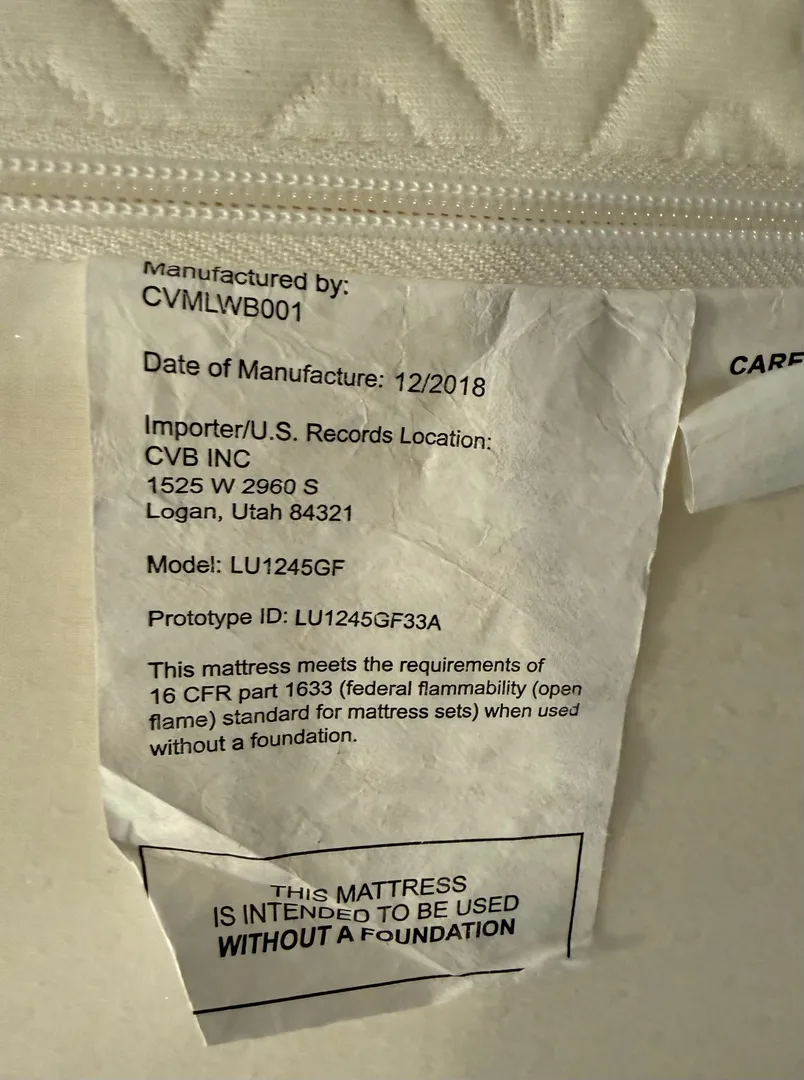 Manufactured by:
CVMLWB001
Date of Manufacture: 12/2018
Importer/U.S. Records Location:
CVB INC
1525 W 2960 S
Logan, Utah 84321
Model: LU1245GF
Prototype ID: LU1245GF33A
This mattress meets the requirements of
16 CFR part 1633 (federal flammability (open
flame) standard for mattress sets) when used
without a foundation.
THIS MATTRESS
IS INTENDED TO BE USED
WITHOUT A FOUNDATION
CARE